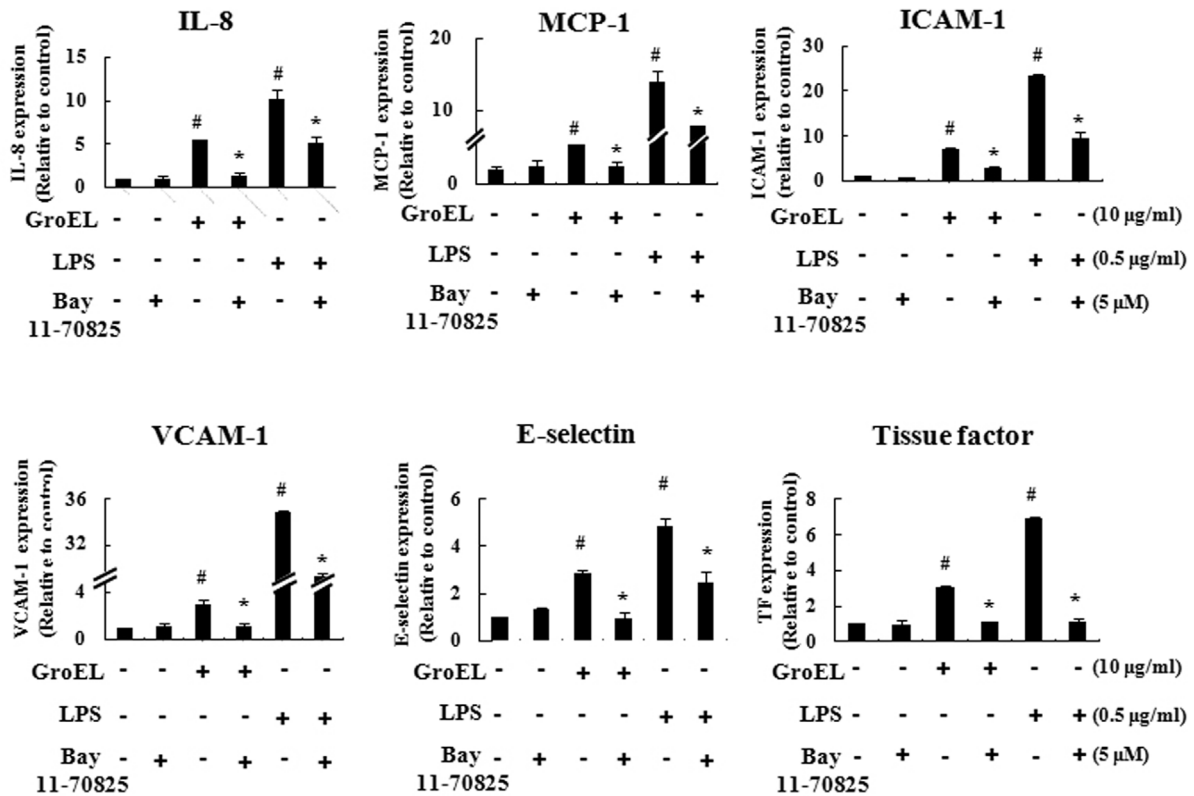 IL-8
IL-8 expression
(Relative to control)
15
10
5
0
# * # *
GroEL - - + + - -
LPS - - - - + +
Bay - + - + - +
11-70825
MCP-1
MCP-1 expression
(Relative to control)
20
10
0
# * # *
GroEL - - + + - -
LPS - - - - + +
Bay - + - + - +
11-70825
ICAM-1
ICAM-1 expression
(relative to control)
30
20
10
0
# * # *
GroEL - - + + - - (10 µg/ml)
LPS - - - - + + (0.5 µg/ml)
Bay - + - + - + (5 µM)
11-70825
VCAM-1
VCAM-1 expression
(Relative to control)
36
32
4
0
# * # *
GroEL - - + + - -
LPS - - - - + +
Bay - + - + - +
11-70825
E-selectin
E-selectin expression
(Relative to control)
6
4
2
0
# * # *
GroEL - - + + - -
LPS - - - - + +
Bay - + - + - +
11-70825
Tissue factor
TF expression
(Relative to control)
8
6
4
2
0
# * # *
GroEL - - + + - - (10 µg/ml)
LPS - - - - + + (0.5 µg/ml)
Bay - + - + - + (5 µM)
11-70825